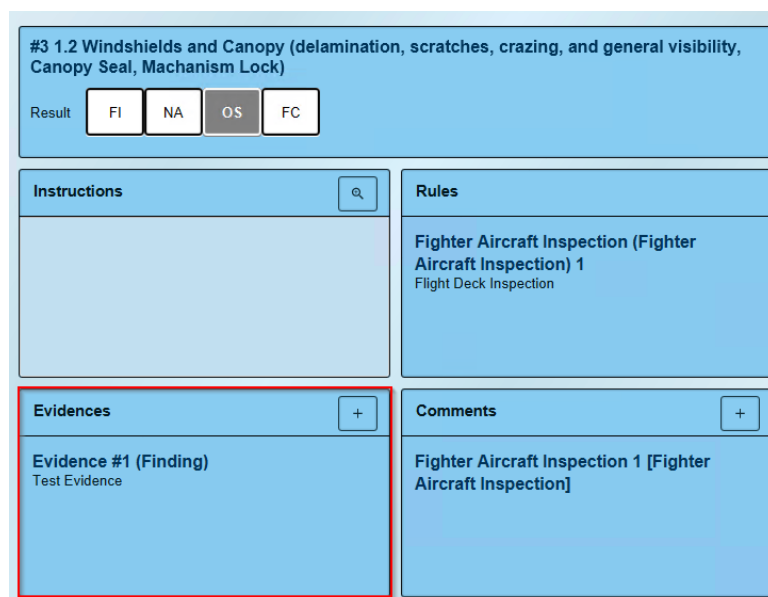 #3 1.2 Windshields and Canopy (delamination, scratches, crazing, and general visibility,
Canopy Seal, Machanism Lock)
Result FI NA OS FC
Instructions
Rules
Fighter Aircraft Inspection (Fighter
Aircraft Inspection) 1
Flight Deck Inspection
Evidences +
Evidence #1 (Finding)
Test Evidence
Comments +
Fighter Aircraft Inspection 1 [Fighter
Aircraft Inspection]